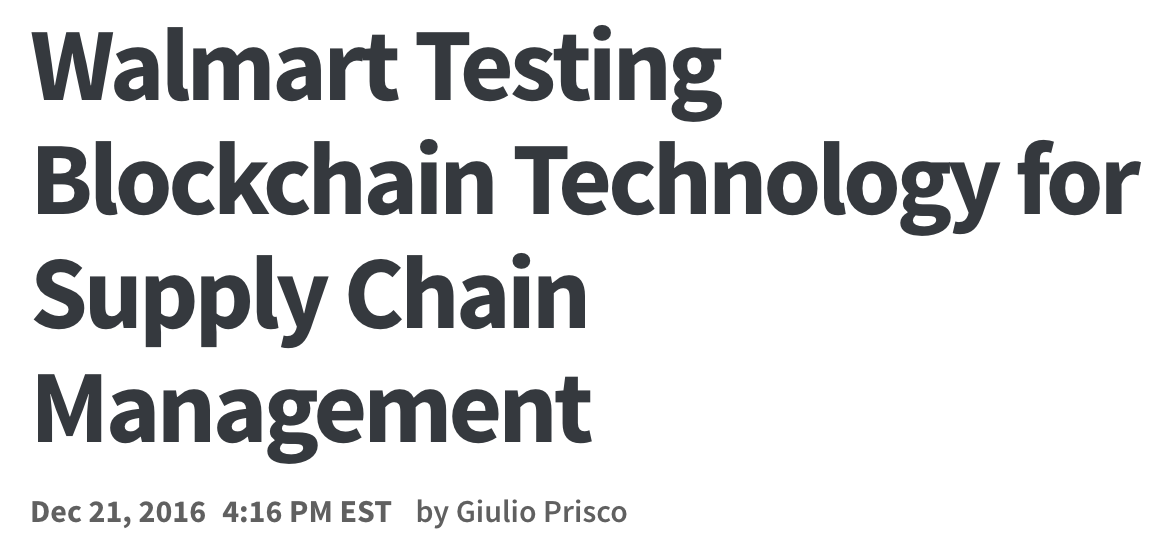 Walmart Testing
Blockchain Technology for
Supply Chain
Management
Dec 21, 2016 4:16 PM EST by Giulio Prisco